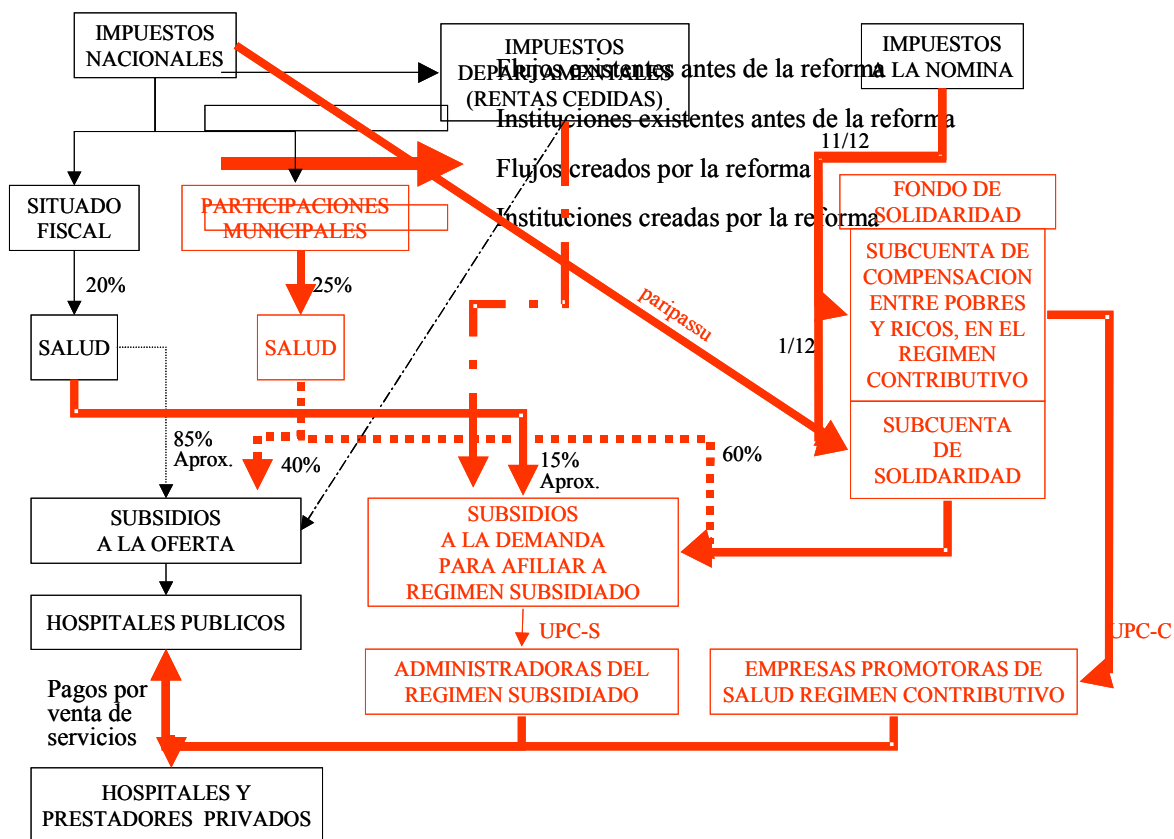 IMPUESTOS
NACIONALES
IMPUESTOS
DEPARTAMENTALES
(RENTAS CEDIDAS)
IMPUESTOS
A LA NOMINA
Flujos existentes antes de la reforma
Instituciones existentes antes de la reforma
Flujos creados por la reforma
Instituciones creadas por la reforma
11/12
SITUADO
FISCAL
PARTICIPACIONES
MUNICIPALES
FONDO DE
SOLIDARIDAD
SUBCUENTA DE
COMPENSACION
ENTRE POBRES
Y RICOS, EN EL
REGIMEN
CONTRIBUTIVO
20%
25%
paripassu
1/12
SALUD
SALUD
SUBCUENTA
DE
SOLIDARIDAD
85%
Aprox.
40%
15%
Aprox.
60%
SUBSIDIOS
A LA OFERTA
SUBSIDIOS
A LA DEMANDA
PARA AFILIAR A
REGIMEN SUBSIDIADO
HOSPITALES PUBLICOS
UPC-S
UPC-C
ADMINISTRADORAS DEL
REGIMEN SUBSIDIADO
EMPRESAS PROMOTORAS DE
SALUD REGIMEN CONTRIBUTIVO
Pagos por
venta de
servicios
HOSPITALES Y
PRESTADORES PRIVADOS